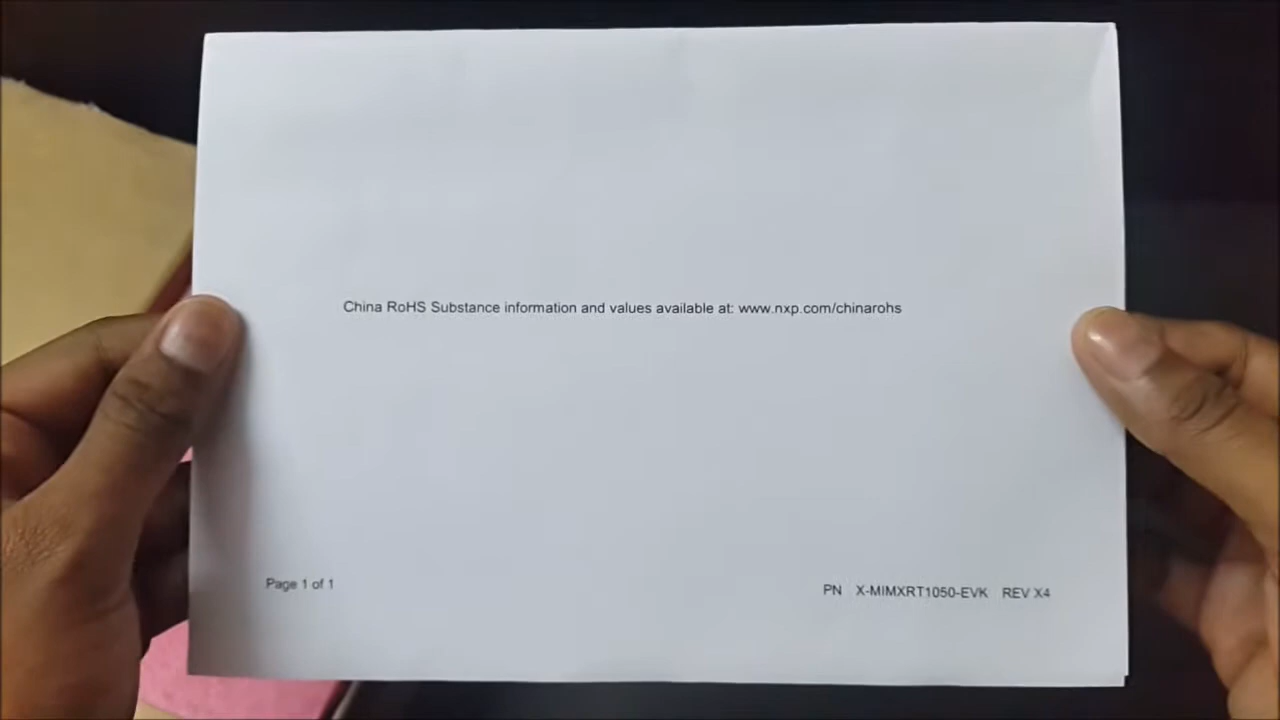 China RoHS Substance information and values available at: www.nxp.com/chinarohs
Page 1 of 1
PN X-MIMXRT1050-EVK REV X4